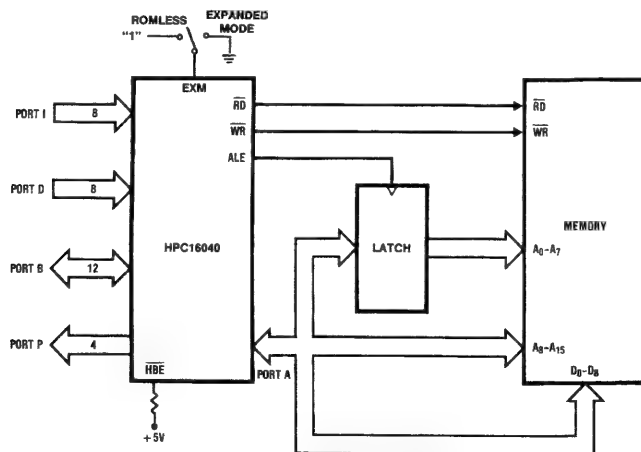 ROMLESS
EXPANDED MODE
"1"
EXM
PORT I
8
RD
RD
WR
WR
ALE
PORT D
8
HPC16040
LATCH
MEMORY
A0-A7
PORT B
12
PORT P
4
HBE
PORT A
A8-A15
D0-D8
+5V